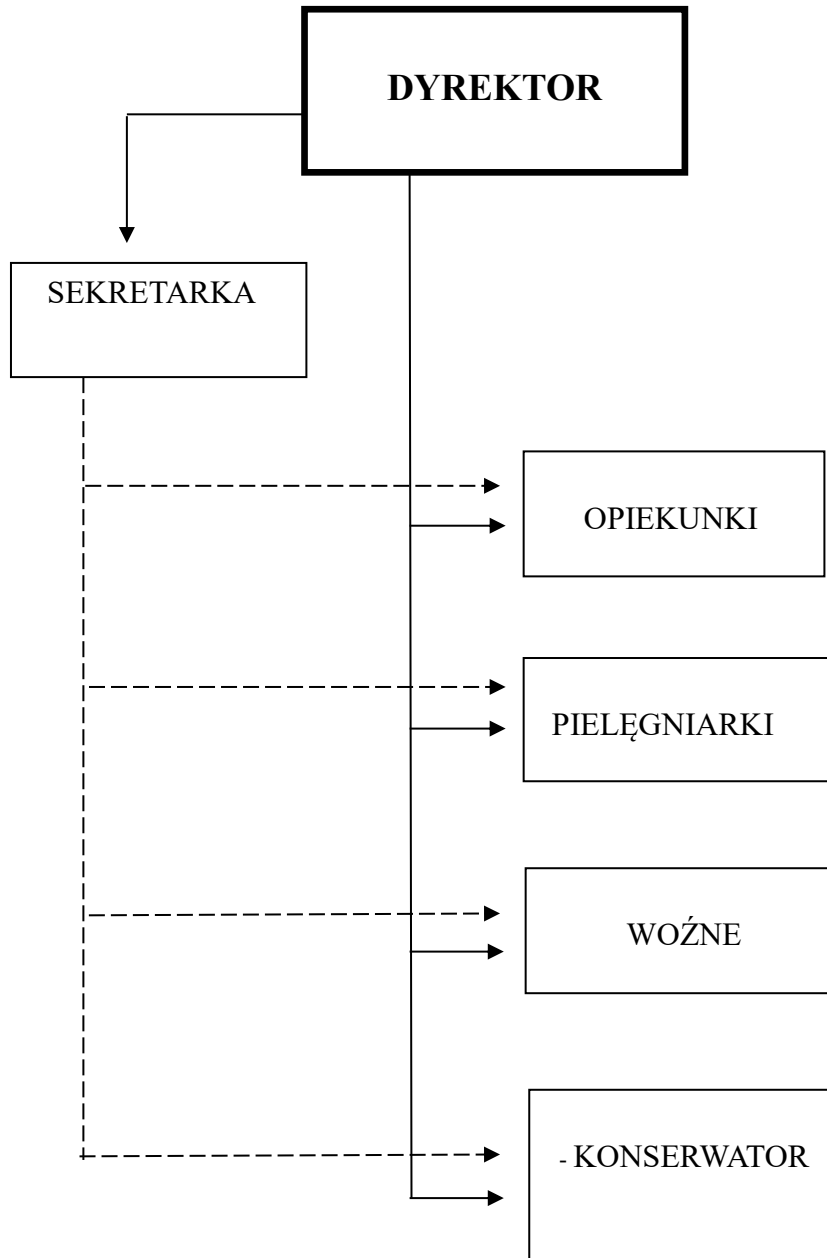 DYREKTOR
SEKRETARKA
OPIEKUNKI
PIELĘGNIARKI
WOŹNE
- KONSERWATOR